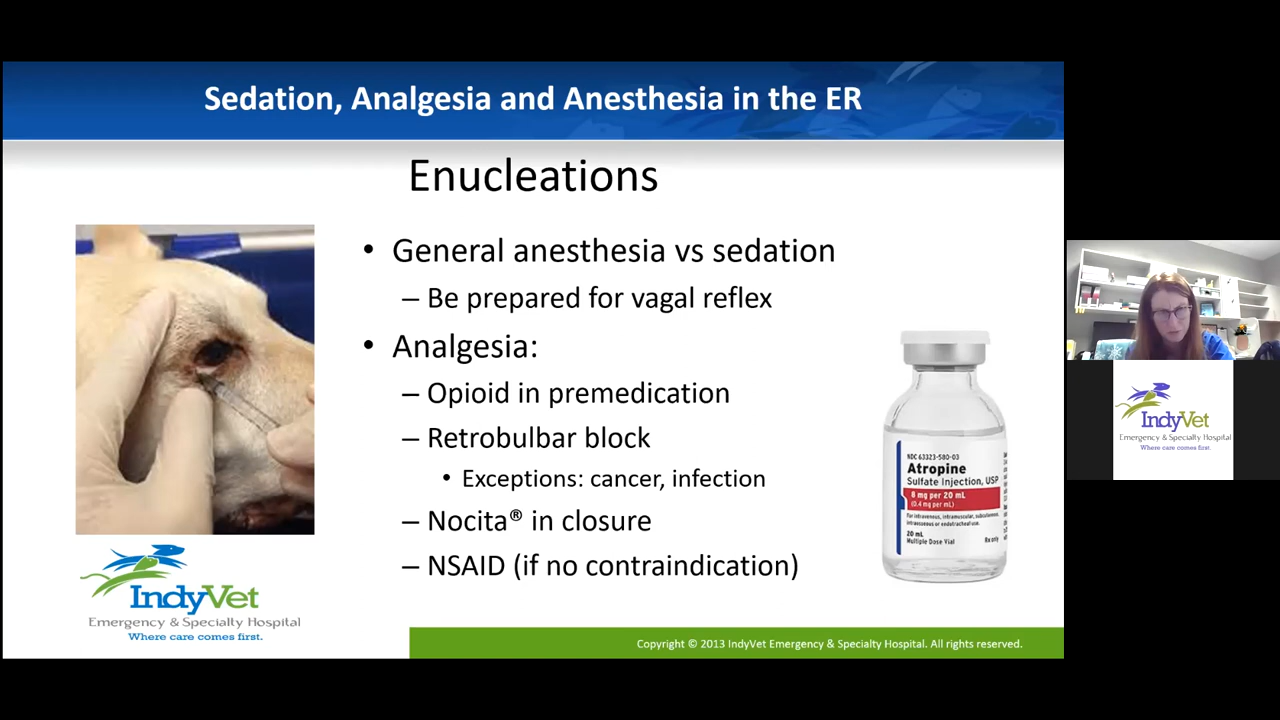 Sedation, Analgesia and Anesthesia in the ER
Enucleations
• General anesthesia vs sedation
– Be prepared for vagal reflex
• Analgesia:
– Opioid in premedication
– Retrobulbar block
• Exceptions: cancer, infection
– Nocita® in closure
– NSAID (if no contraindication)
NDC 63323-580-03
Atropine
Sulfate Injection, USP
8 mg per 20 mL
(0.4 mg per mL)
For intravenous, intramuscular, subcutaneous,
intraosseous or endotracheal use.
20 mL
Multiple Dose Vial
Rx only
IndyVet
Emergency & Specialty Hospital
Where care comes first.
Copyright © 2013 IndyVet Emergency & Specialty Hospital. All rights reserved.
IndyVet
Emergency & Specialty Hospital
Where care comes first.